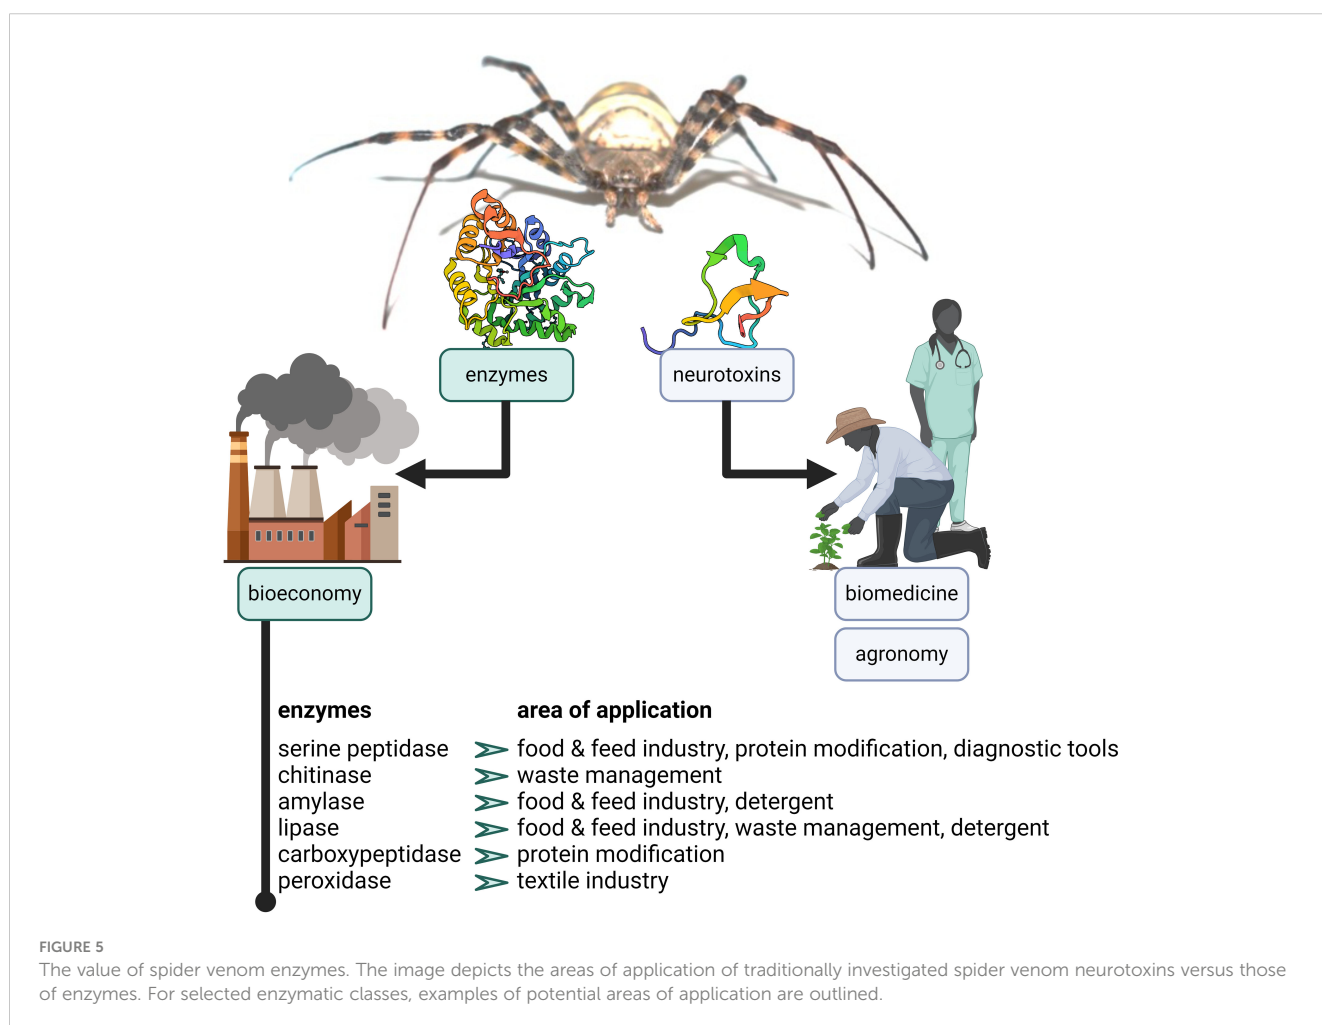 enzymes
neurotoxins
bioeconomy
biomedicine
agronomy
enzymes area of application
serine peptidase food & feed industry, protein modification, diagnostic tools
chitinase waste management
amylase food & feed industry, detergent
lipase food & feed industry, waste management, detergent
carboxypeptidase protein modification
peroxidase textile industry
FIGURE 5
The value of spider venom enzymes. The image depicts the areas of application of traditionally investigated spider venom neurotoxins versus those
of enzymes. For selected enzymatic classes, examples of potential areas of application are outlined.